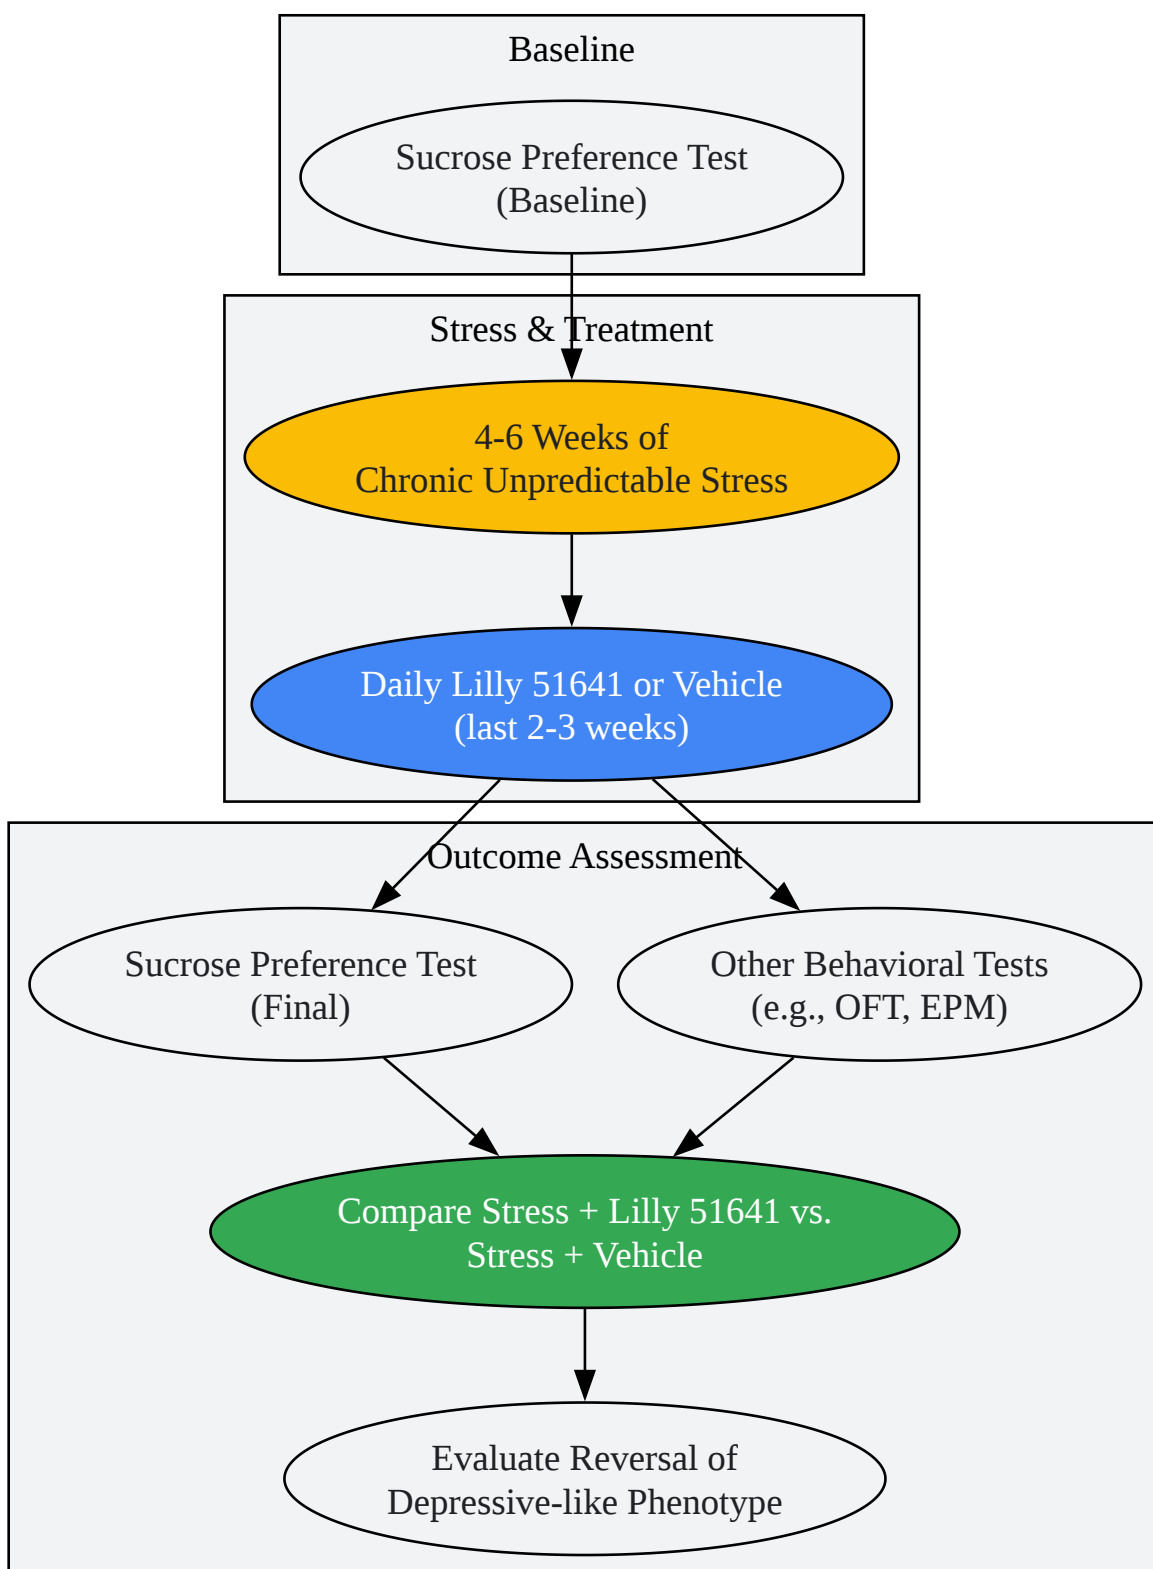 Baseline
Sucrose Preference Test
(Baseline)
Stress & Treatment
4-6 Weeks of
Chronic Unpredictable Stress
Daily Lilly 51641 or Vehicle
(last 2-3 weeks)
Outcome Assessment
Sucrose Preference Test
(Final)
Other Behavioral Tests
(e.g., OFT, EPM)
Compare Stress + Lilly 51641 vs.
Stress + Vehicle
Evaluate Reversal of
Depressive-like Phenotype